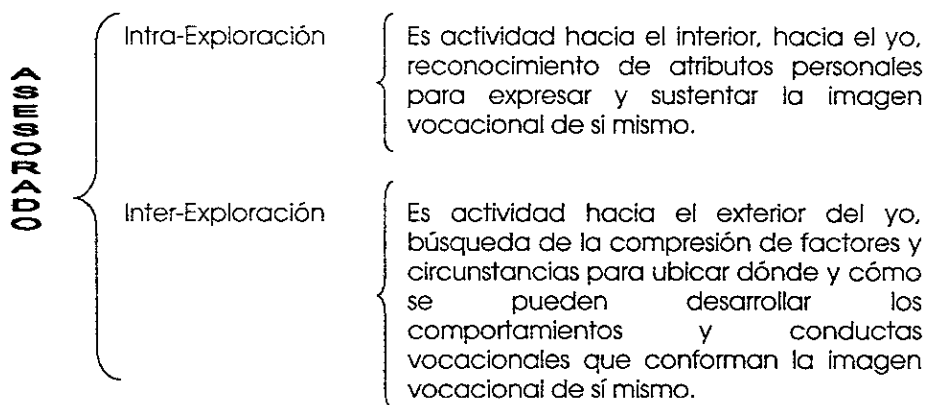 ASESORADO
Intra-Exploración
Es actividad hacia el interior, hacia el yo,
reconocimiento de atributos personales
para expresar y sustentar la imagen
vocacional de si mismo.
Inter-Exploración
Es actividad hacia el exterior del yo,
búsqueda de la compresión de factores y
circunstancias para ubicar dónde y cómo
se pueden desarrollar los
comportamientos y conductas
vocacionales que conforman la imagen
vocacional de sí mismo.